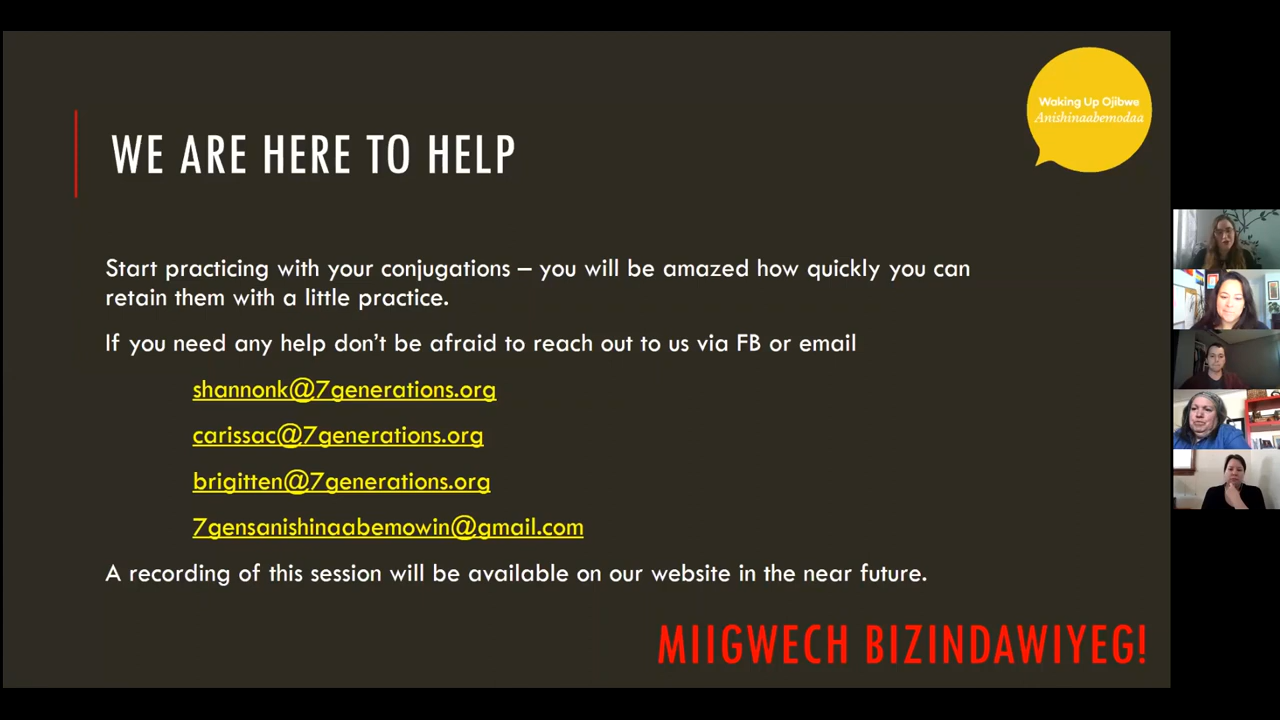 Waking Up Ojibwe
Anishinaabemodaa
WE ARE HERE TO HELP
Start practicing with your conjugations – you will be amazed how quickly you can
retain them with a little practice.
If you need any help don't be afraid to reach out to us via FB or email
shannonk@7generations.org
carissac@7generations.org
brigitten@7generations.org
7gensanishinaabemowin@gmail.com
A recording of this session will be available on our website in the near future.
MIIGWECH BIZINDAWIYEG!